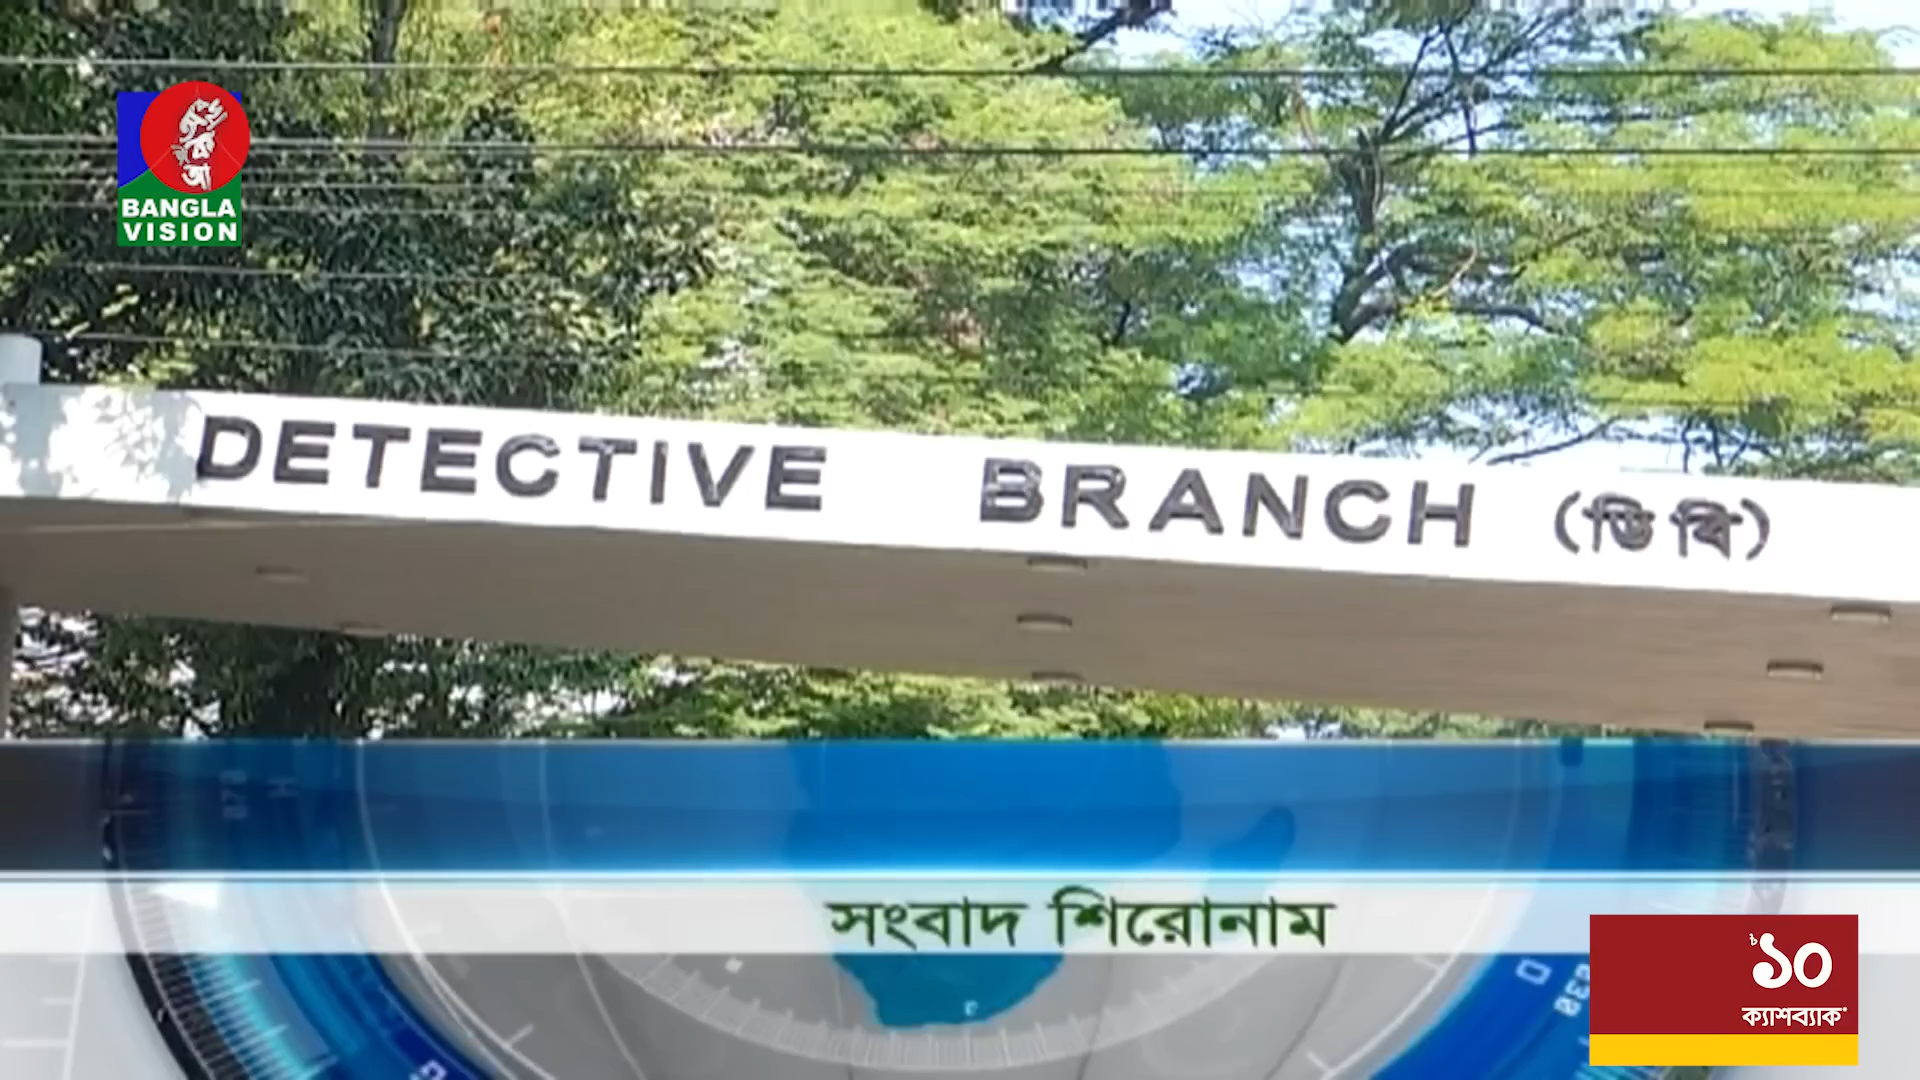 BANGLA
VISION
DETECTIVE BRANCH (ডিবি)
সংবাদ শিরোনাম
৳১০
ক্যাশব্যাক*